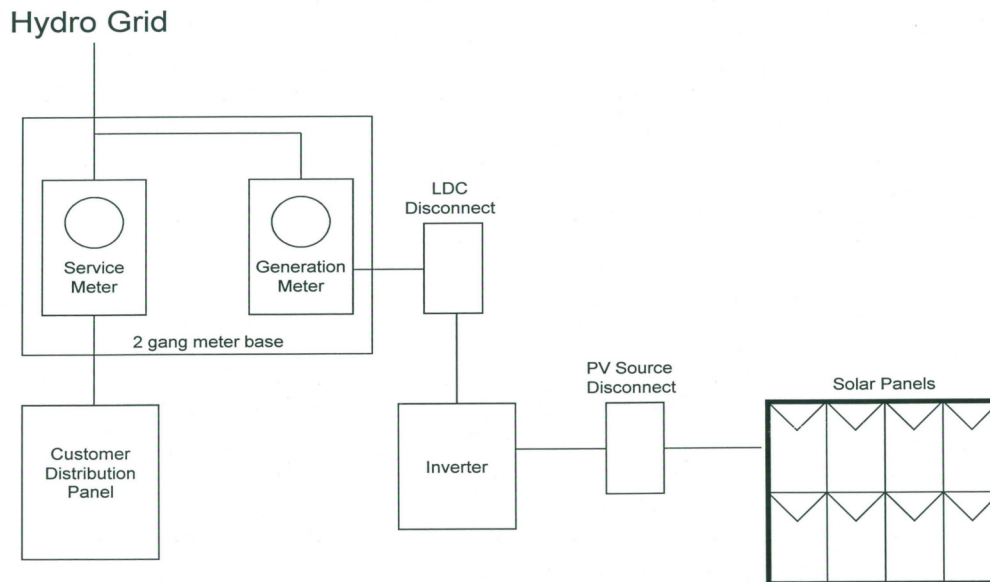 Hydro Grid
LDC
Disconnect
Service
Meter
Generation
Meter
2 gang meter base
PV Source
Disconnect
Solar Panels
Customer
Distribution
Panel
Inverter